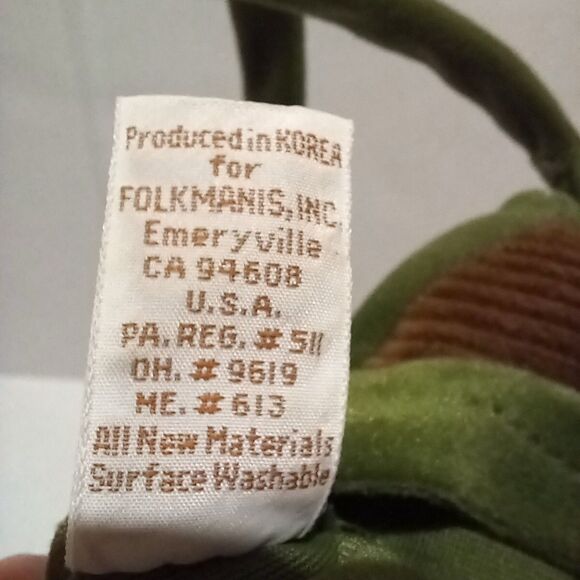 Produced in KOREA
for
FOLKMANIS, INC.
Emeryville
CA 94608
U.S.A.
PA. REG. # 511
OH. # 9619
ME. # 613
All New Materials
Surface Washable